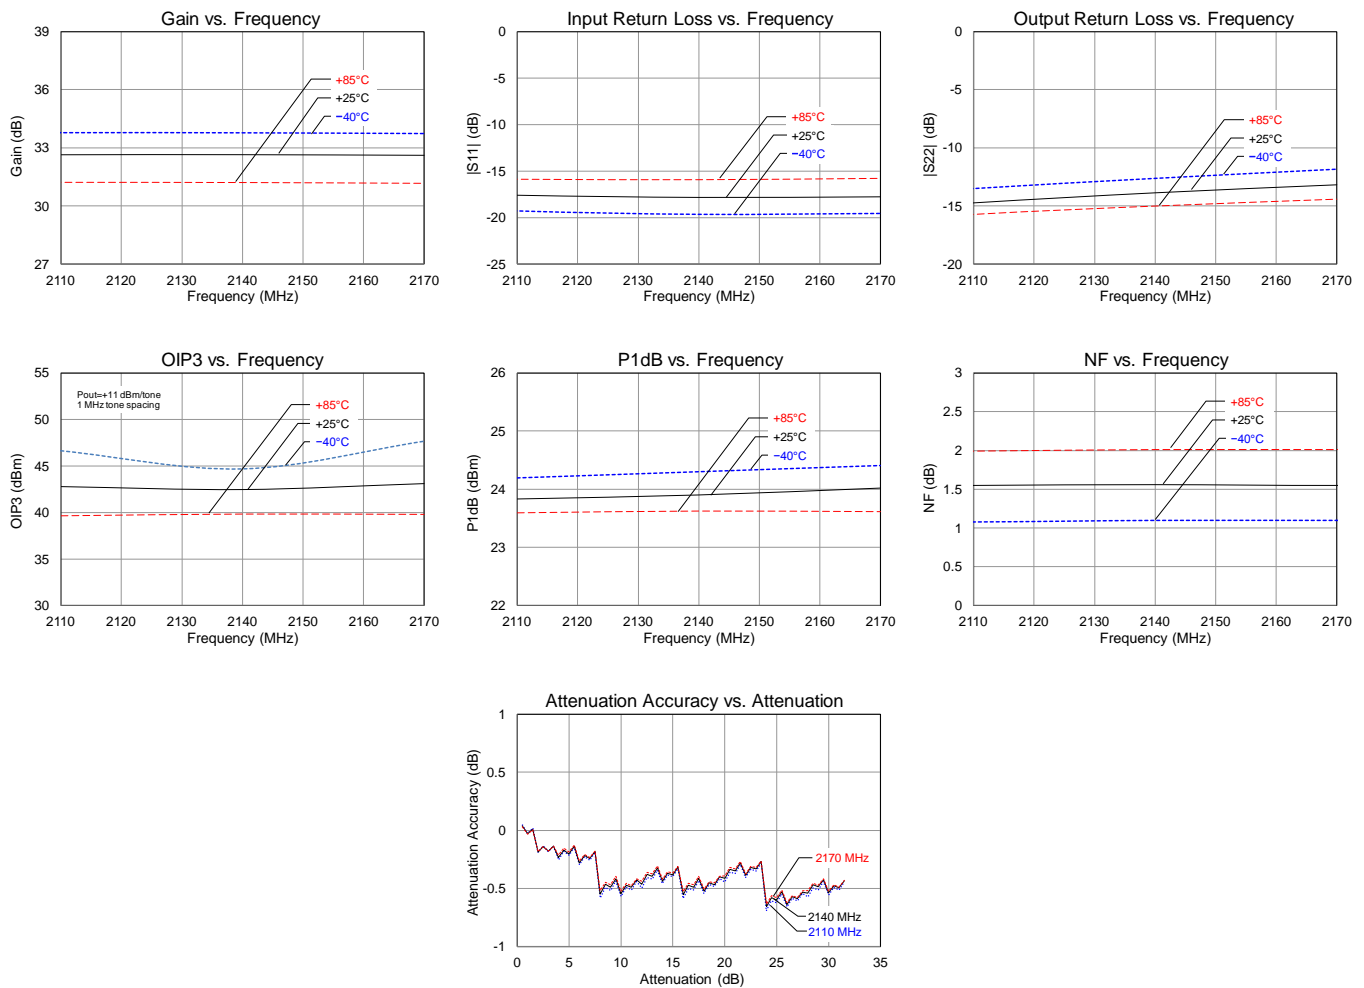 Gain vs. Frequency
39
36
33
30
27
Gain (dB)
+85°C
+25°C
−40°C
2110 2120 2130 2140 2150 2160 2170
Frequency (MHz)
Input Return Loss vs. Frequency
0
-5
-10
-15
-20
-25
|S11| (dB)
+85°C
+25°C
−40°C
2110 2120 2130 2140 2150 2160 2170
Frequency (MHz)
Output Return Loss vs. Frequency
0
-5
-10
-15
-20
|S22| (dB)
+85°C
+25°C
−40°C
2110 2120 2130 2140 2150 2160 2170
Frequency (MHz)
OIP3 vs. Frequency
55
50
45
40
35
30
OIP3 (dBm)
Pout=+11 dBm/tone
1 MHz tone spacing
+85°C
+25°C
−40°C
2110 2120 2130 2140 2150 2160 2170
Frequency (MHz)
P1dB vs. Frequency
26
25
24
23
22
P1dB (dBm)
+85°C
+25°C
−40°C
2110 2120 2130 2140 2150 2160 2170
Frequency (MHz)
NF vs. Frequency
3
2.5
2
1.5
1
0.5
0
NF (dB)
+85°C
+25°C
−40°C
2110 2120 2130 2140 2150 2160 2170
Frequency (MHz)
Attenuation Accuracy vs. Attenuation
1
0.5
0
-0.5
-1
Attenuation Accuracy (dB)
2170 MHz
2140 MHz
2110 MHz
0 5 10 15 20 25 30 35
Attenuation (dB)